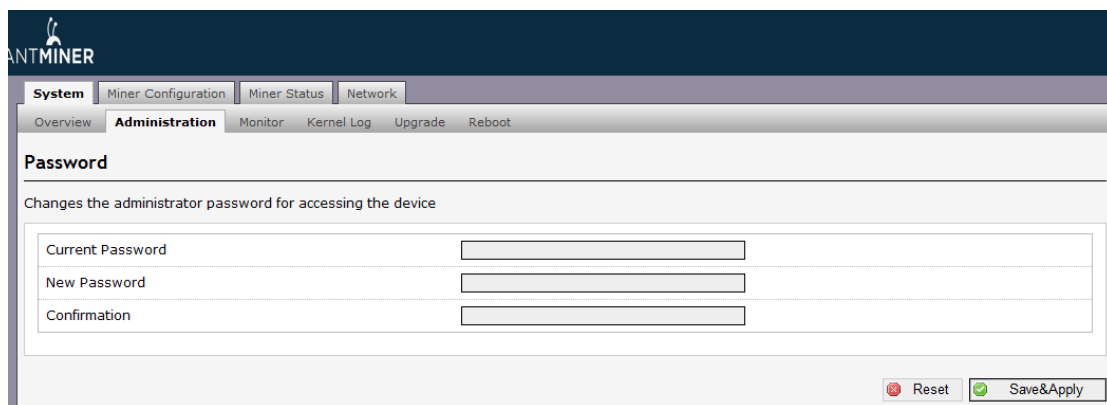 ANTMINER
System Miner Configuration Miner Status Network
Overview Administration Monitor Kernel Log Upgrade Reboot
Password
Changes the administrator password for accessing the device
Current Password
New Password
Confirmation
Reset Save&Apply